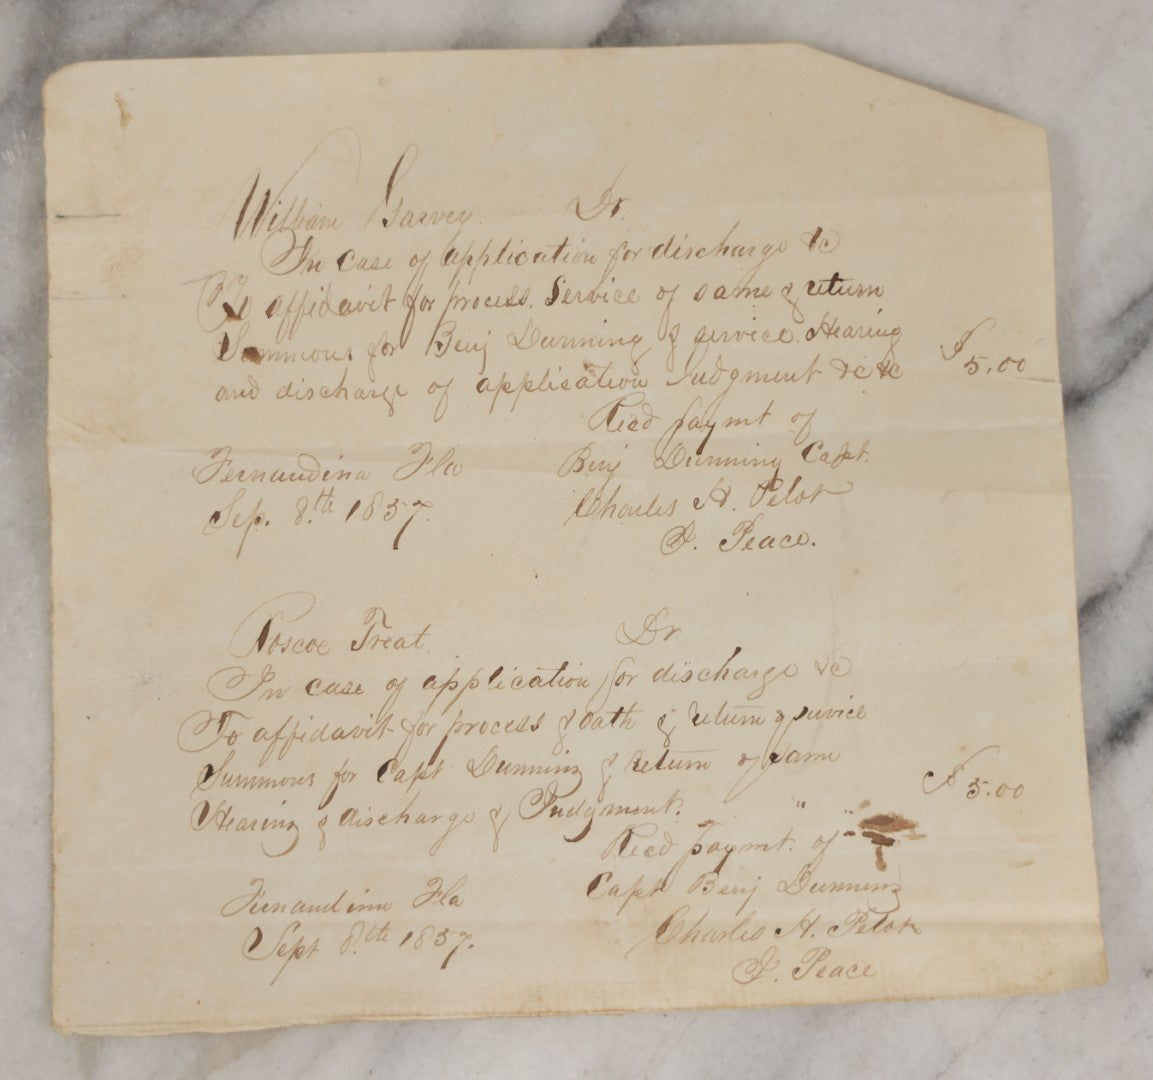 William Garvey. Dr.
In case of application for discharge &c
To affidavit for process. Service of same & return
Summons for Benj Dunning & service. Hearing
and discharge of application Judgment &c &c $5.00
Recd paymt of
Benj Dunning Capt.
Charles H. Pelot
J. Peace.
Fernandina Fla
Sep. 8th 1857.
Roscoe Treat. Dr
In case of application for discharge &c
To affidavit for process & oath & return & service
Summons for Capt Dunning & return of same
Hearing & discharge & Judgment. $5.00
" "
Recd paymt. of
Capt Benj Dunning
Charles H. Pelot
J. Peace
Fernandina Fla
Sept 8th 1857.